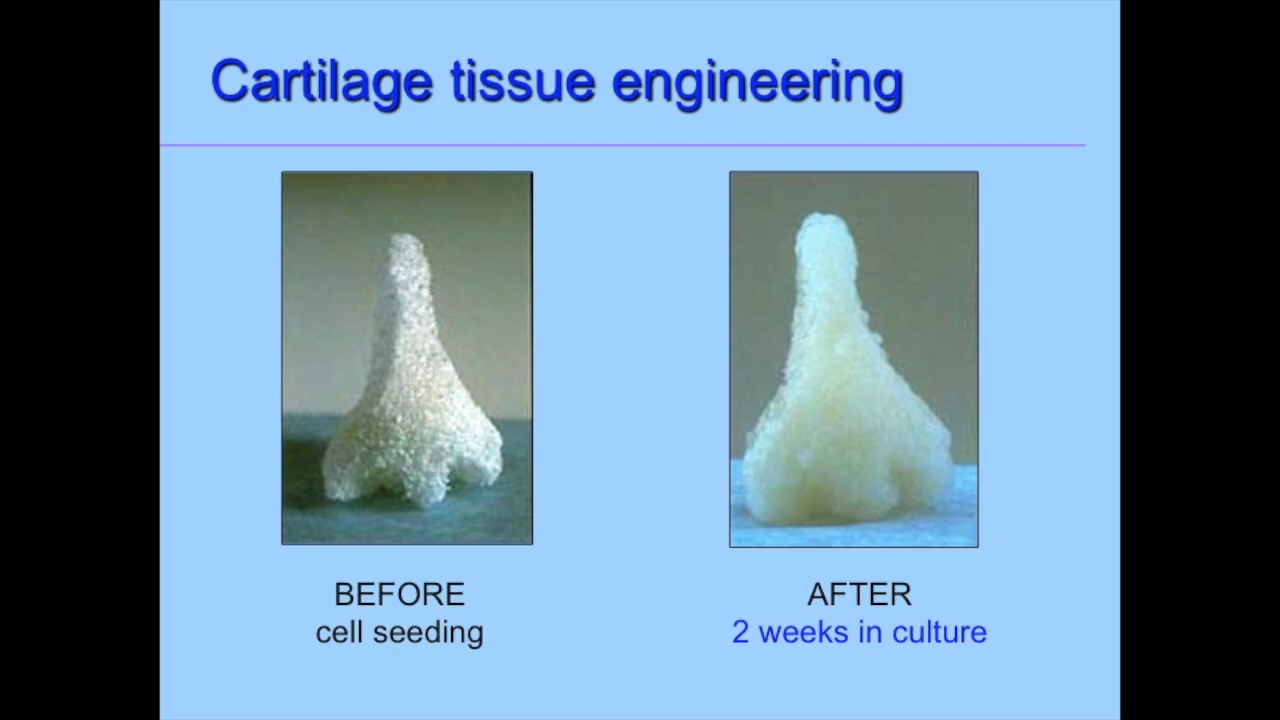 Cartilage tissue engineering
BEFORE
cell seeding
AFTER
2 weeks in culture